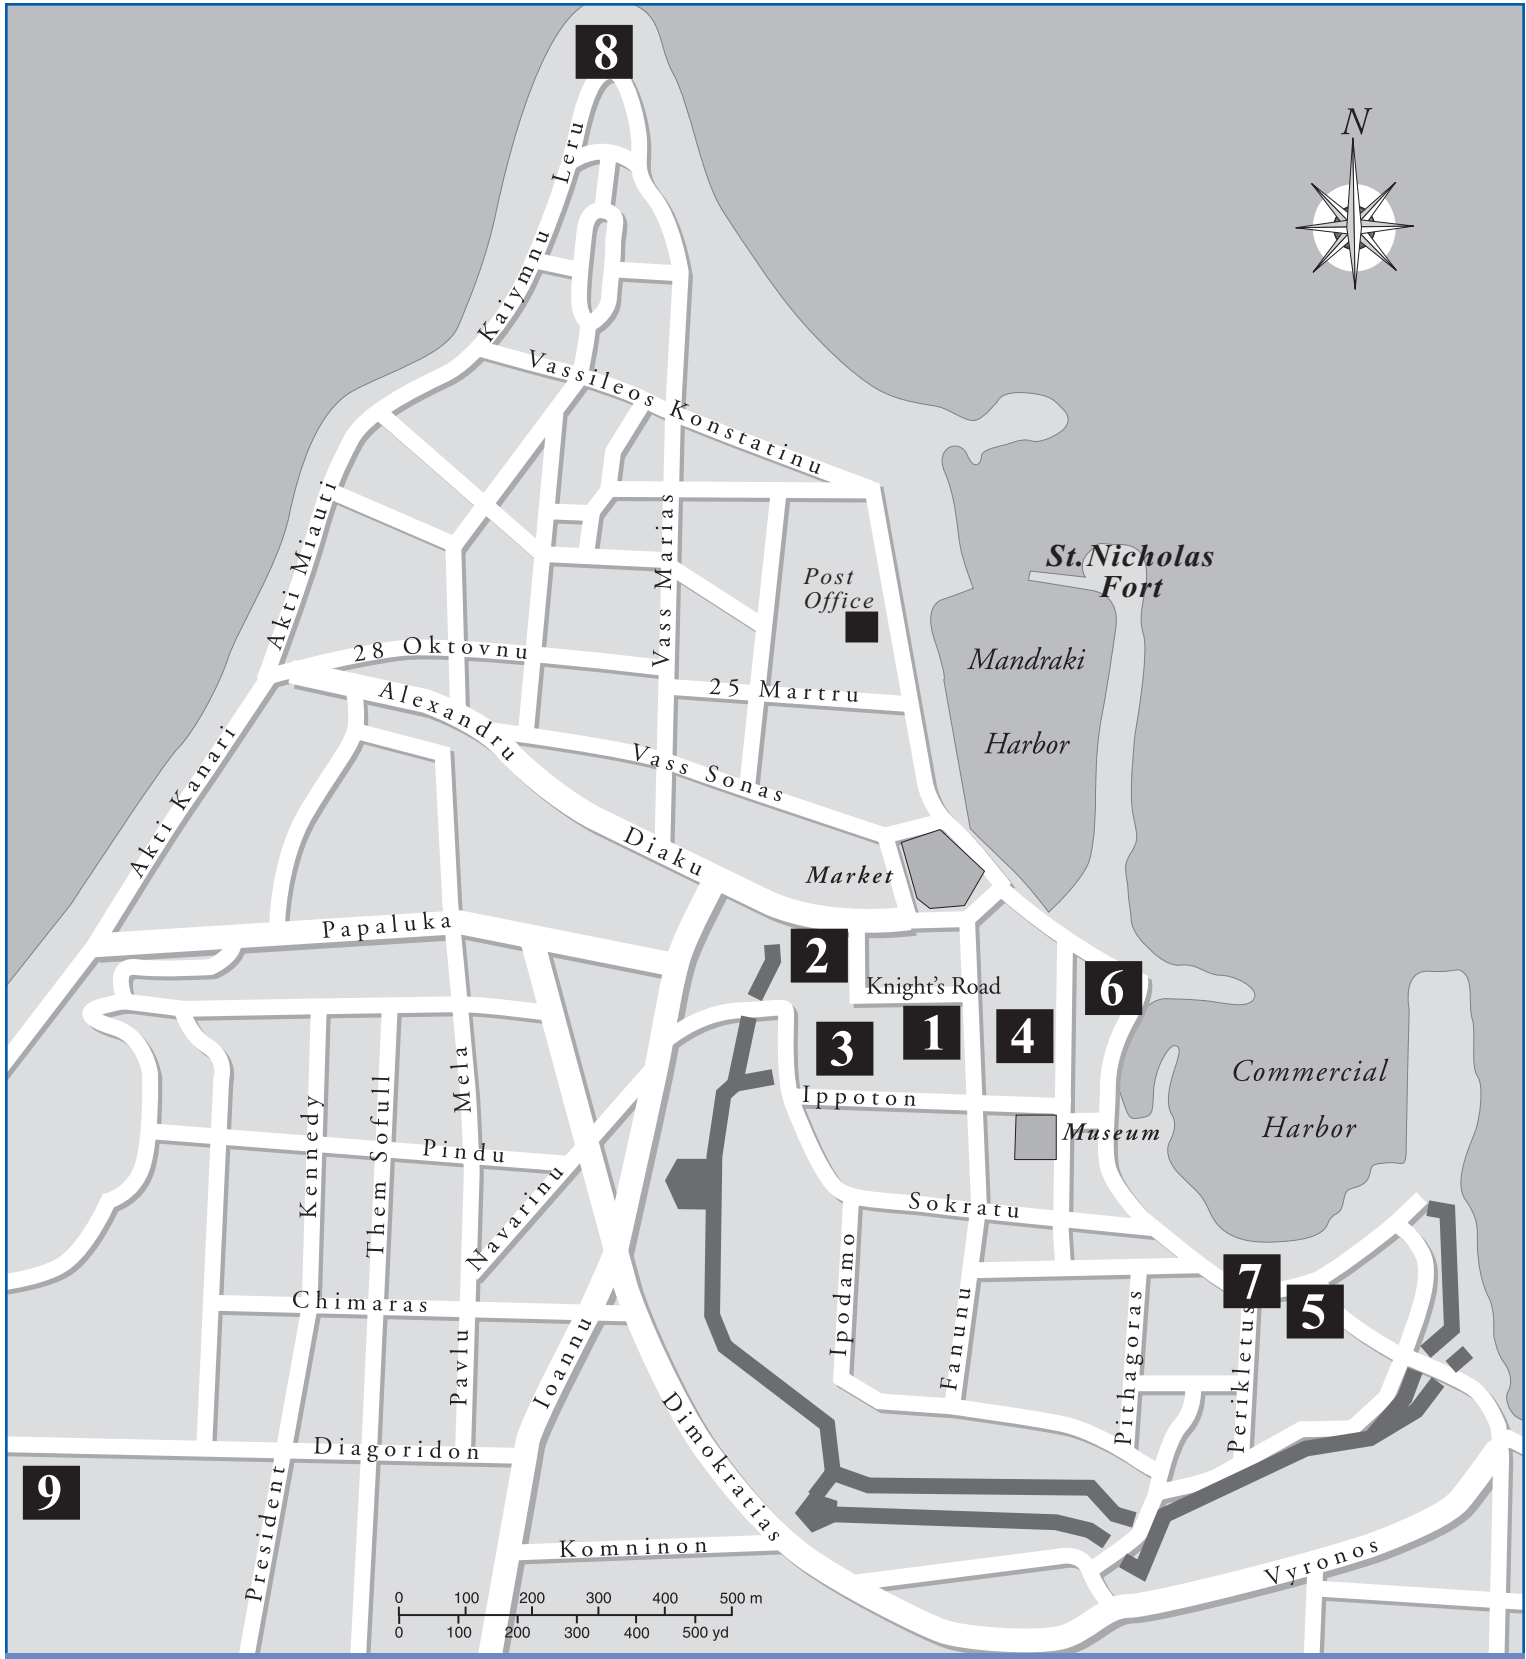 8
N
Leru
Kaiymnu
Vassileos Konstatinu
Akti Miauti
Vass Marias
Post
Office
St. Nicholas
Fort
28 Oktovnu
Mandraki
Harbor
25 Martru
Alexandru
Vass Sonas
Akti Kanari
Diaku
Market
Papaluka
2
Knight's Road
6
1
4
3
Commercial
Harbor
Mela
Ippoton
Kennedy
Them Sofull
Museum
Pindu
Navarinu
Sokratu
Ipodamo
7
5
Chimaras
Pavlu
Ioannu
Fanunu
Pithagoras
Perikletus
Dimokratias
Diagoridon
9
President
Komninon
Vyronos
0 100 200 300 400 500 m
0 100 200 300 400 500 yd